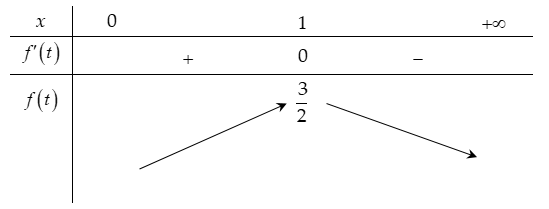 x 0 1 +∞
f'(t) + 0 −
f(t) 3/2